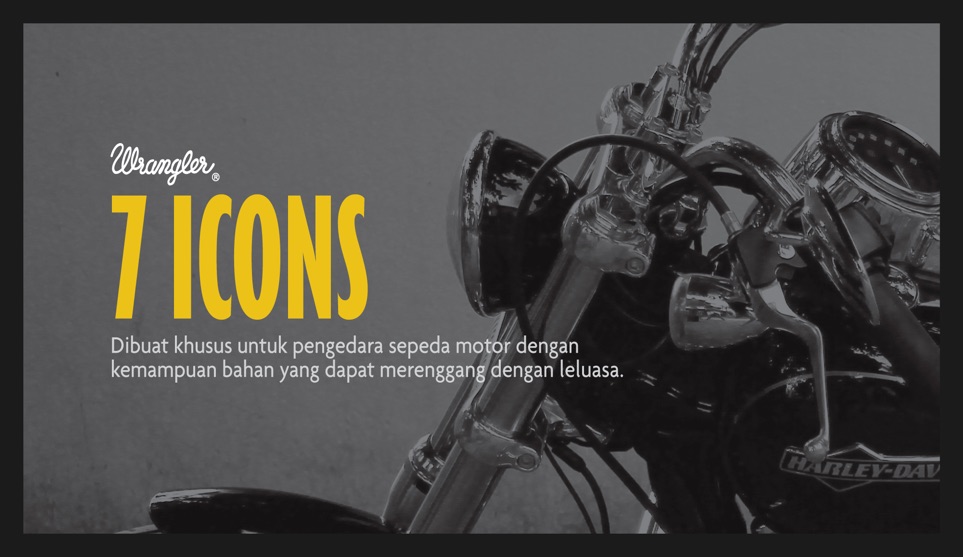 Wrangler®
7 ICONS
Dibuat khusus untuk pengedara sepeda motor dengan
kemampuan bahan yang dapat merenggang dengan leluasa.
HARLEY-DAV